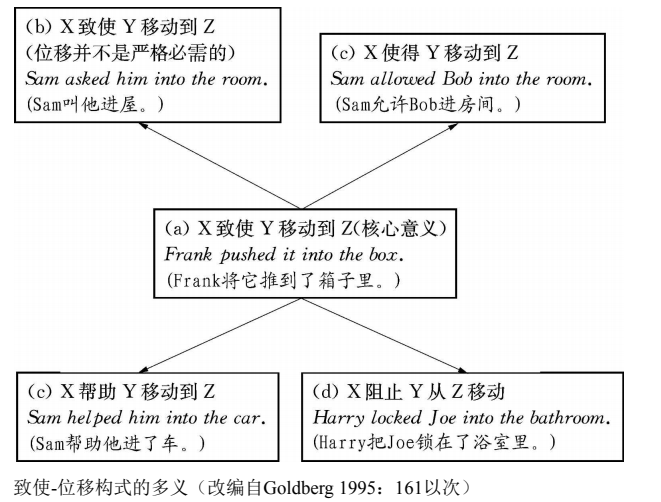 (b) X致使 Y 移动到 Z
(位移并不是严格必需的)
Sam asked him into the room.
(Sam叫他进屋。)
(c) X 使得 Y 移动到 Z
Sam allowed Bob into the room.
(Sam允许Bob进房间。)
(a) X致使 Y 移动到 Z(核心意义)
Frank pushed it into the box.
(Frank将它推到了箱子里。)
(c) X帮助 Y 移动到 Z
Sam helped him into the car.
(Sam帮助他进了车。)
(d) X阻止 Y 从 Z 移动
Harry locked Joe into the bathroom.
(Harry把Joe锁在了浴室里。)
致使-位移构式的多义（改编自Goldberg 1995：161以次）